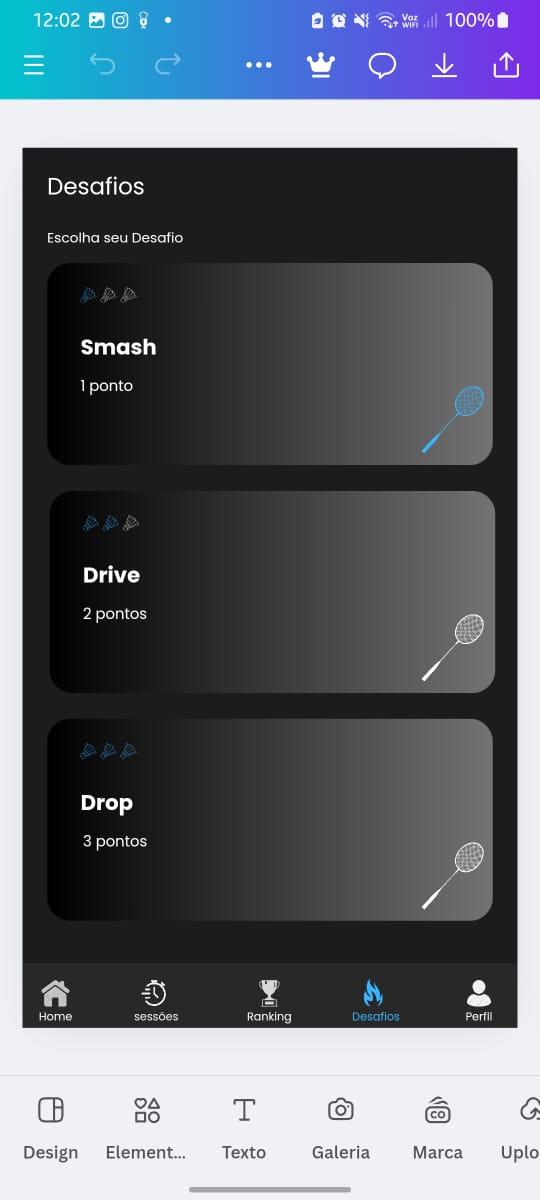 12:02
Voz
WiFi
100%
Desafios
Escolha seu Desafio
Smash
1 ponto
Drive
2 pontos
Drop
3 pontos
Home
sessões
Ranking
Desafios
Perfil
CO
Design
Element...
Texto
Galeria
Marca
Uplo